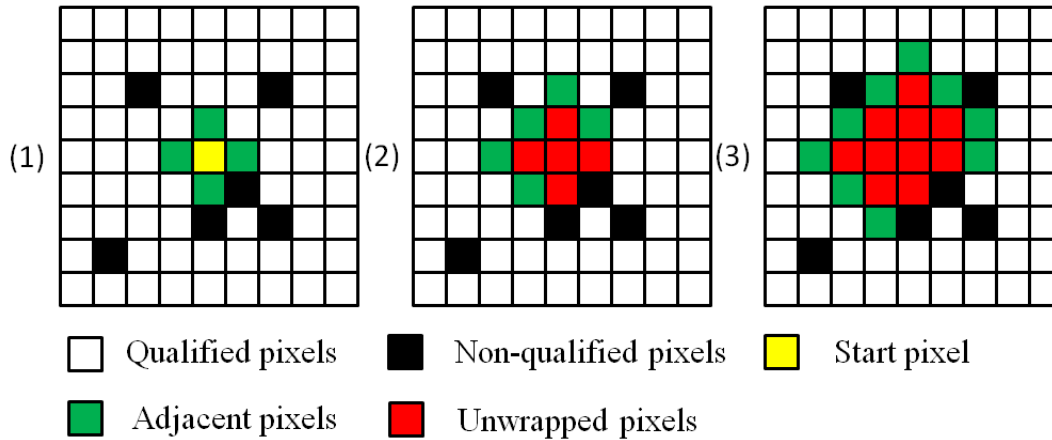 (1) (2) (3)
Qualified pixels Non-qualified pixels Start pixel
Adjacent pixels Unwrapped pixels